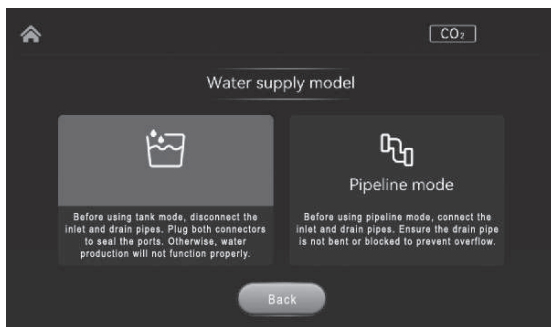 CO₂
Water supply model
Before using tank mode, disconnect the
inlet and drain pipes. Plug both connectors
to seal the ports. Otherwise, water
production will not function properly.
Pipeline mode
Before using pipeline mode, connect the
inlet and drain pipes. Ensure the drain pipe
is not bent or blocked to prevent overflow.
Back